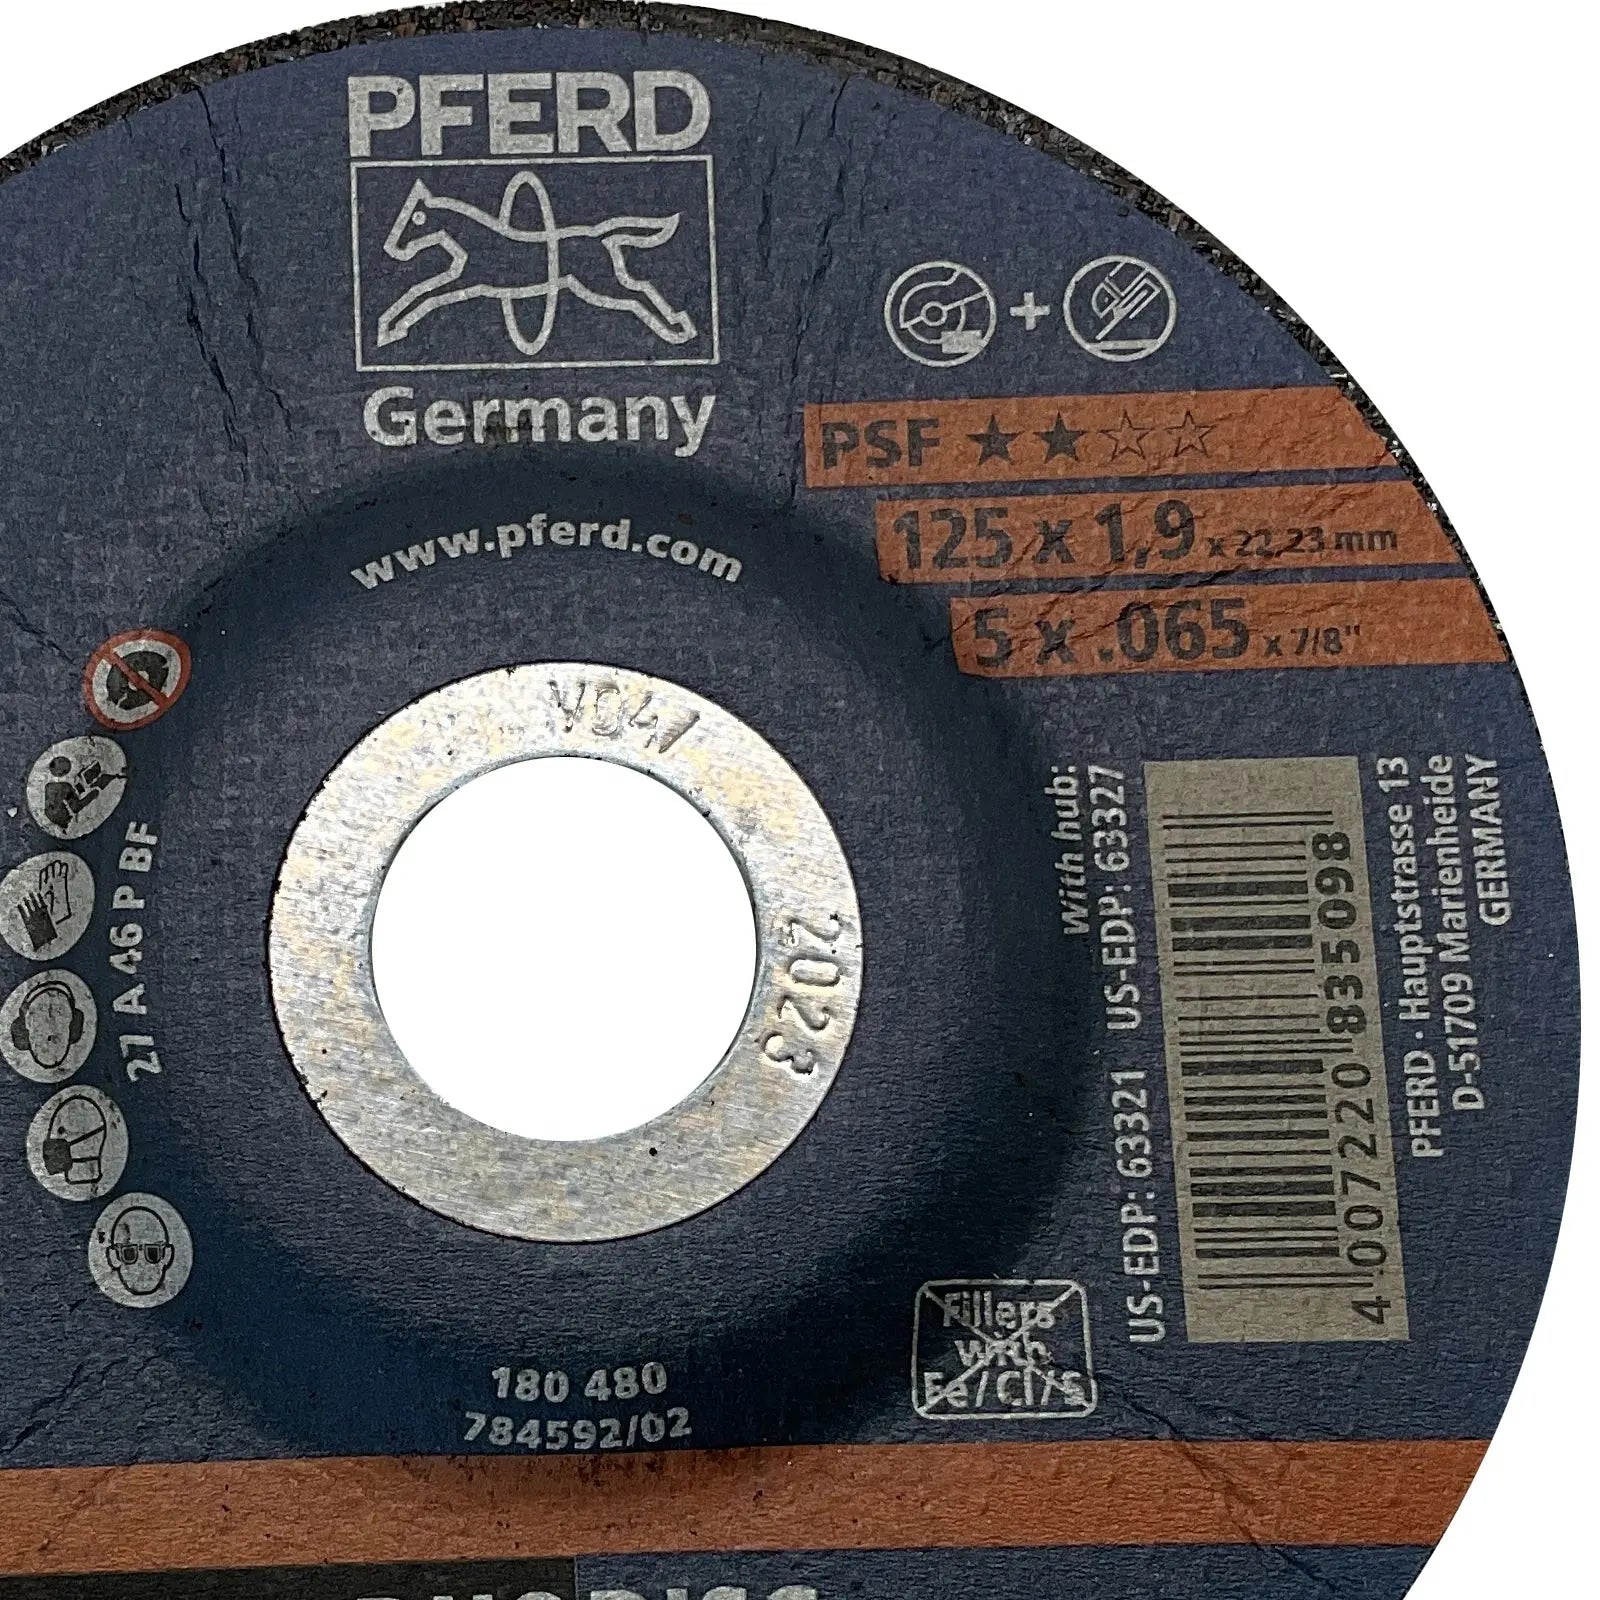 PFERD
Germany
PSF ★★☆☆
125 x 1,9 x 22,23 mm
5 x .065 x 7/8"
www.pferd.com
V04/
2023
27 A 46 P BF
With hub:
US-EDP: 63321 US-EDP: 63327
4 007220 835098
PFERD · Hauptstrasse 13
D-51709 Marienheide
GERMANY
Fillers
with
Fe/Cl/S
180 480
784592/02